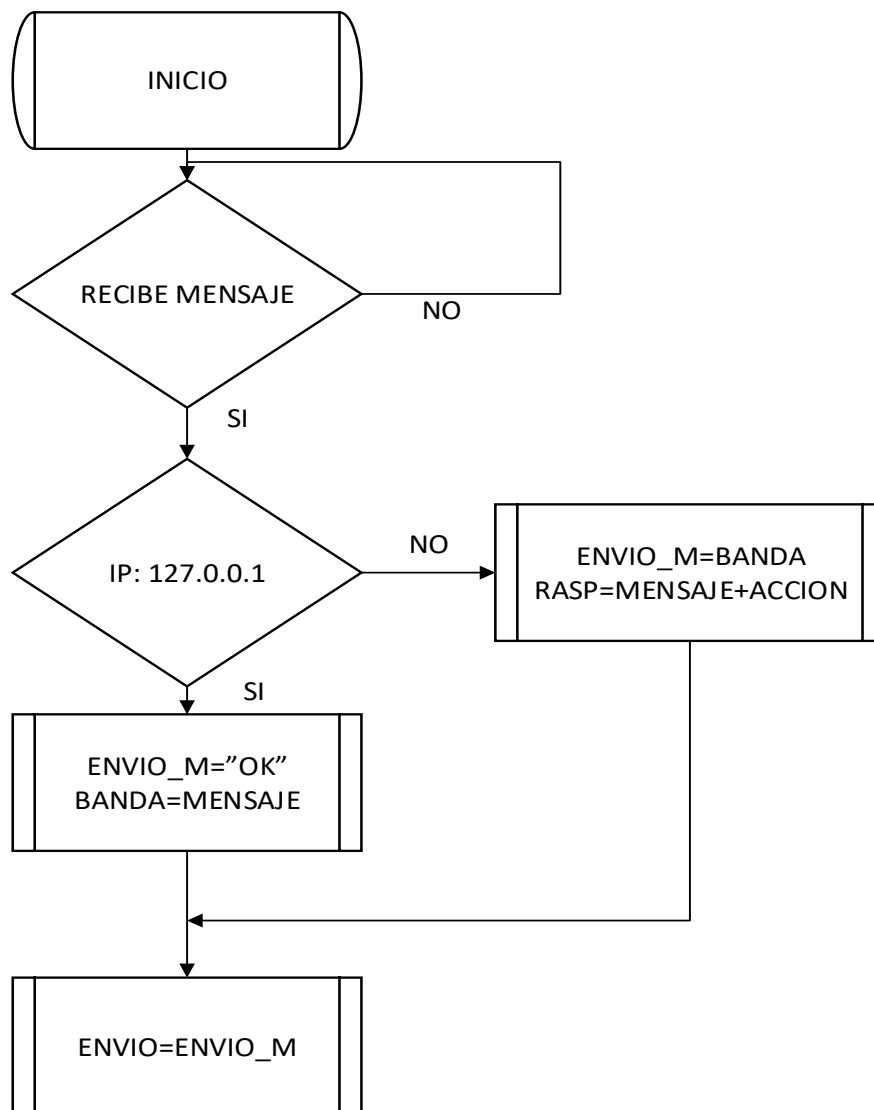 INICIO
RECIBE MENSAJE
NO
SI
IP: 127.0.0.1
NO
ENVIO_M=BANDA
RASP=MENSAJE+ACCION
SI
ENVIO_M=”OK”
BANDA=MENSAJE
ENVIO=ENVIO_M